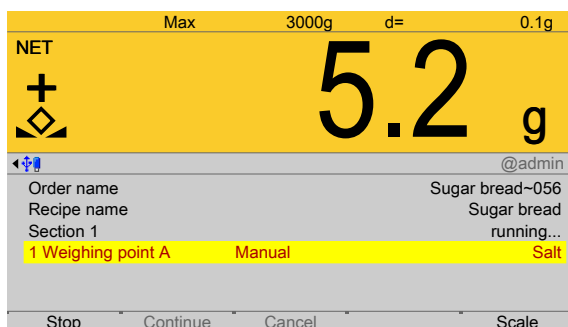 Max 3000g d= 0.1g
NET
+
5.2 g
@admin
Order name Sugar bread~056
Recipe name Sugar bread
Section 1 running...
1 Weighing point A Manual Salt
Stop Continue Cancel Scale